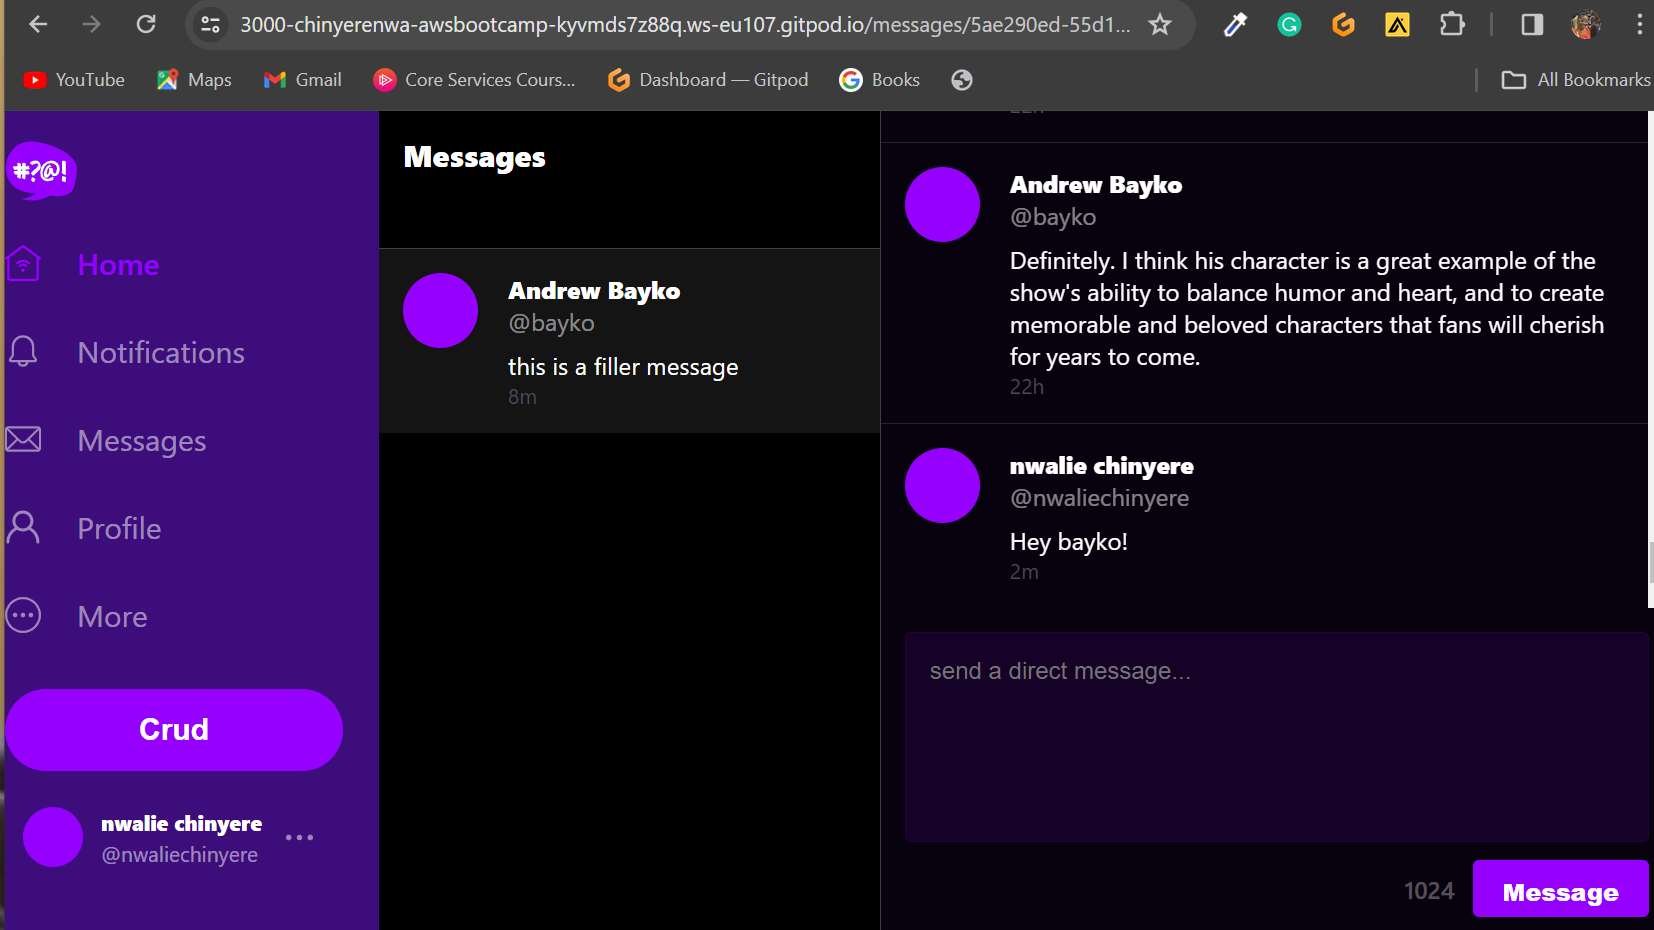 3000-chinyerenwa-awsbootcamp-kyvmds7z88q.ws-eu107.gitpod.io/messages/5ae290ed-55d1...
YouTube Maps Gmail Core Services Cours... Dashboard — Gitpod Books All Bookmarks
#?@!
Home
Notifications
Messages
Profile
More
Crud
nwalie chinyere
@nwaliechinyere
Messages
Andrew Bayko
@bayko
this is a filler message
8m
22h
Andrew Bayko
@bayko
Definitely. I think his character is a great example of the
show's ability to balance humor and heart, and to create
memorable and beloved characters that fans will cherish
for years to come.
22h
nwalie chinyere
@nwaliechinyere
Hey bayko!
2m
send a direct message...
1024
Message